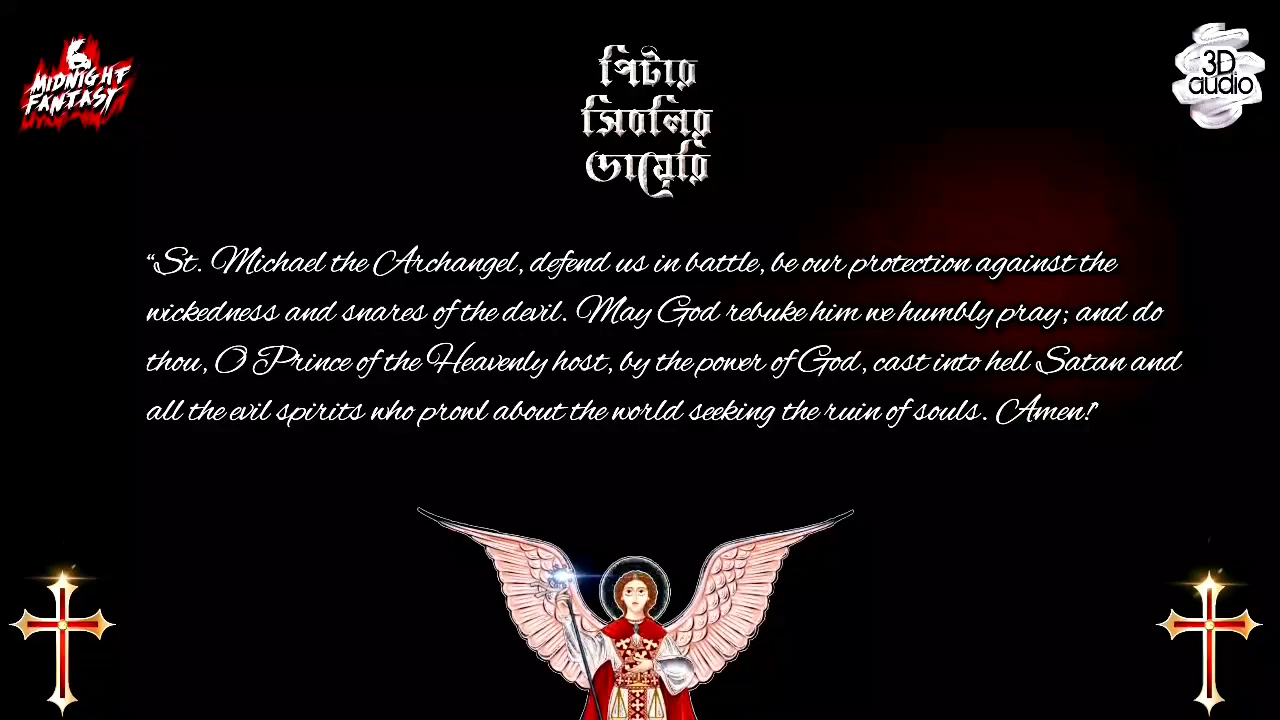 MIDNIGHT
FANTASY
পিটার
সিবলির
ডায়েরি
3D
audio
“St. Michael the Archangel, defend us in battle, be our protection against the
wickedness and snares of the devil. May God rebuke him we humbly pray; and do
thou, O Prince of the Heavenly host, by the power of God, cast into hell Satan and
all the evil spirits who prowl about the world seeking the ruin of souls. Amen!"